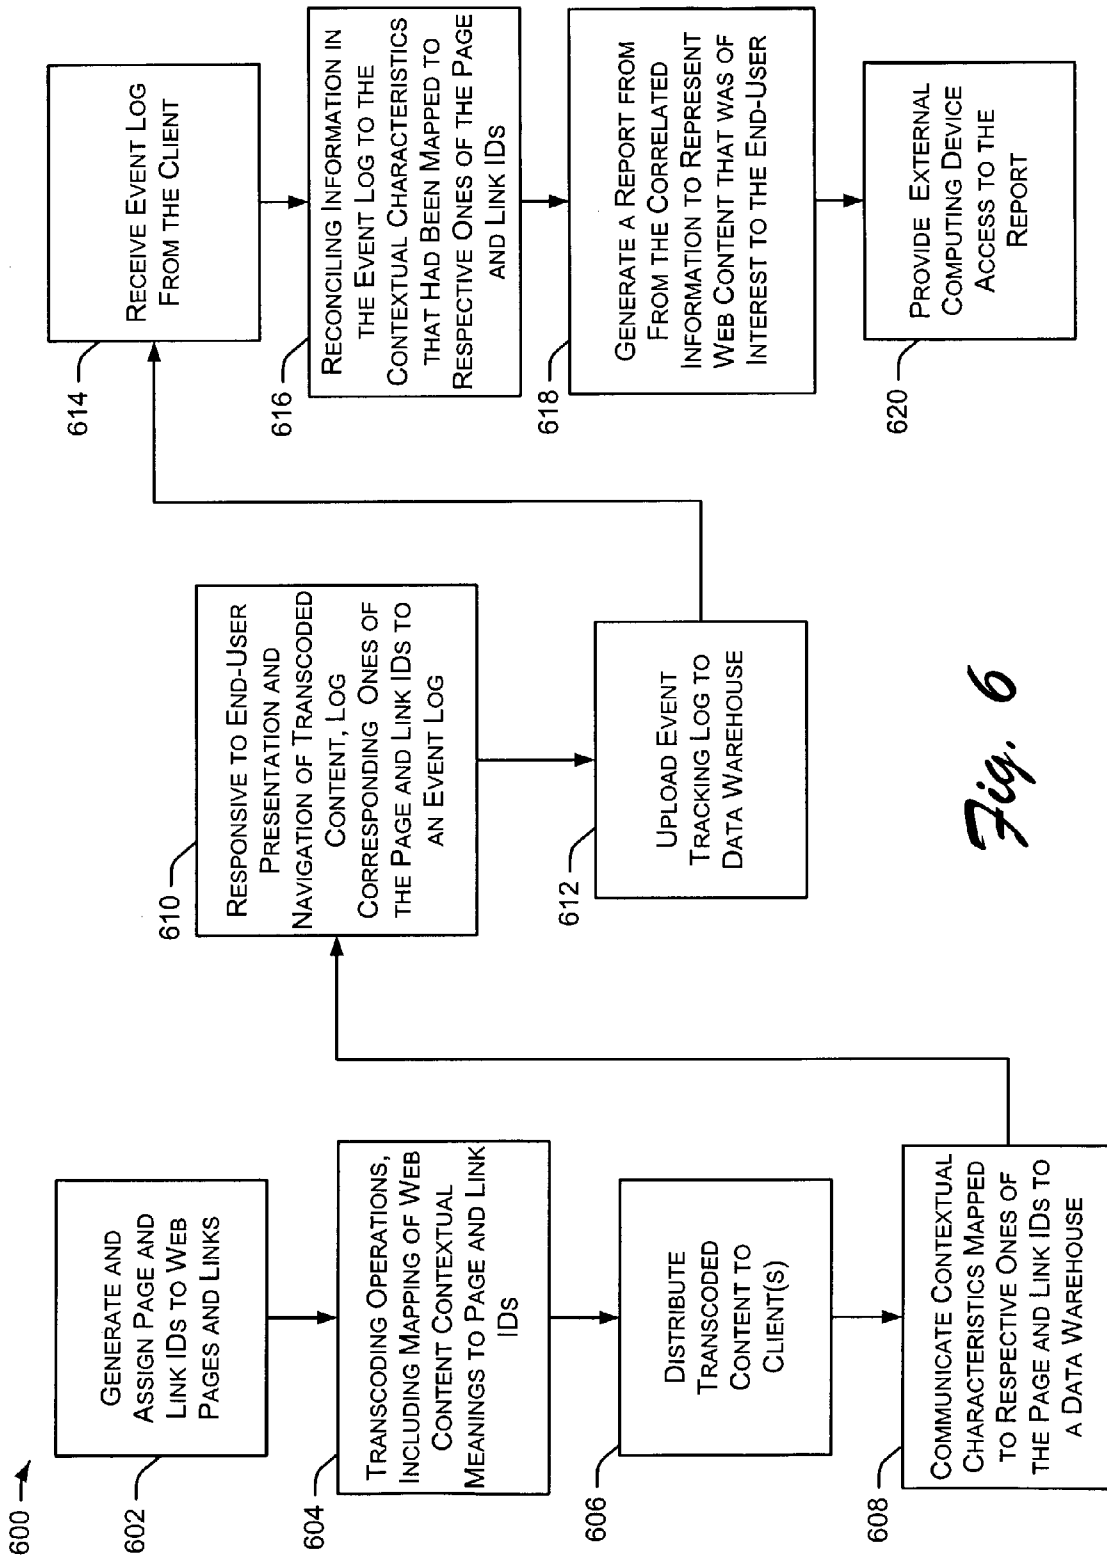 600
602
GENERATE AND
ASSIGN PAGE AND
LINK IDS TO WEB
PAGES AND LINKS
604
TRANSCODING OPERATIONS,
INCLUDING MAPPING OF WEB
CONTENT CONTEXTUAL
MEANINGS TO PAGE AND LINK
IDS
606
DISTRIBUTE
TRANSCODED
CONTENT TO
CLIENT(S)
608
COMMUNICATE CONTEXTUAL
CHARACTERISTICS MAPPED
TO RESPECTIVE ONES OF
THE PAGE AND LINK IDS TO
A DATA WAREHOUSE
610
RESPONSIVE TO END-USER
PRESENTATION AND
NAVIGATION OF TRANSCODED
CONTENT, LOG
CORRESPONDING ONES OF
THE PAGE AND LINK IDS TO
AN EVENT LOG
612
UPLOAD EVENT
TRACKING LOG TO
DATA WAREHOUSE
614
RECEIVE EVENT LOG
FROM THE CLIENT
616
RECONCILING INFORMATION IN
THE EVENT LOG TO THE
CONTEXTUAL CHARACTERISTICS
THAT HAD BEEN MAPPED TO
RESPECTIVE ONES OF THE PAGE
AND LINK IDS
618
GENERATE A REPORT FROM
FROM THE CORRELATED
INFORMATION TO REPRESENT
WEB CONTENT THAT WAS OF
INTEREST TO THE END-USER
620
PROVIDE EXTERNAL
COMPUTING DEVICE
ACCESS TO THE
REPORT
Fig. 6